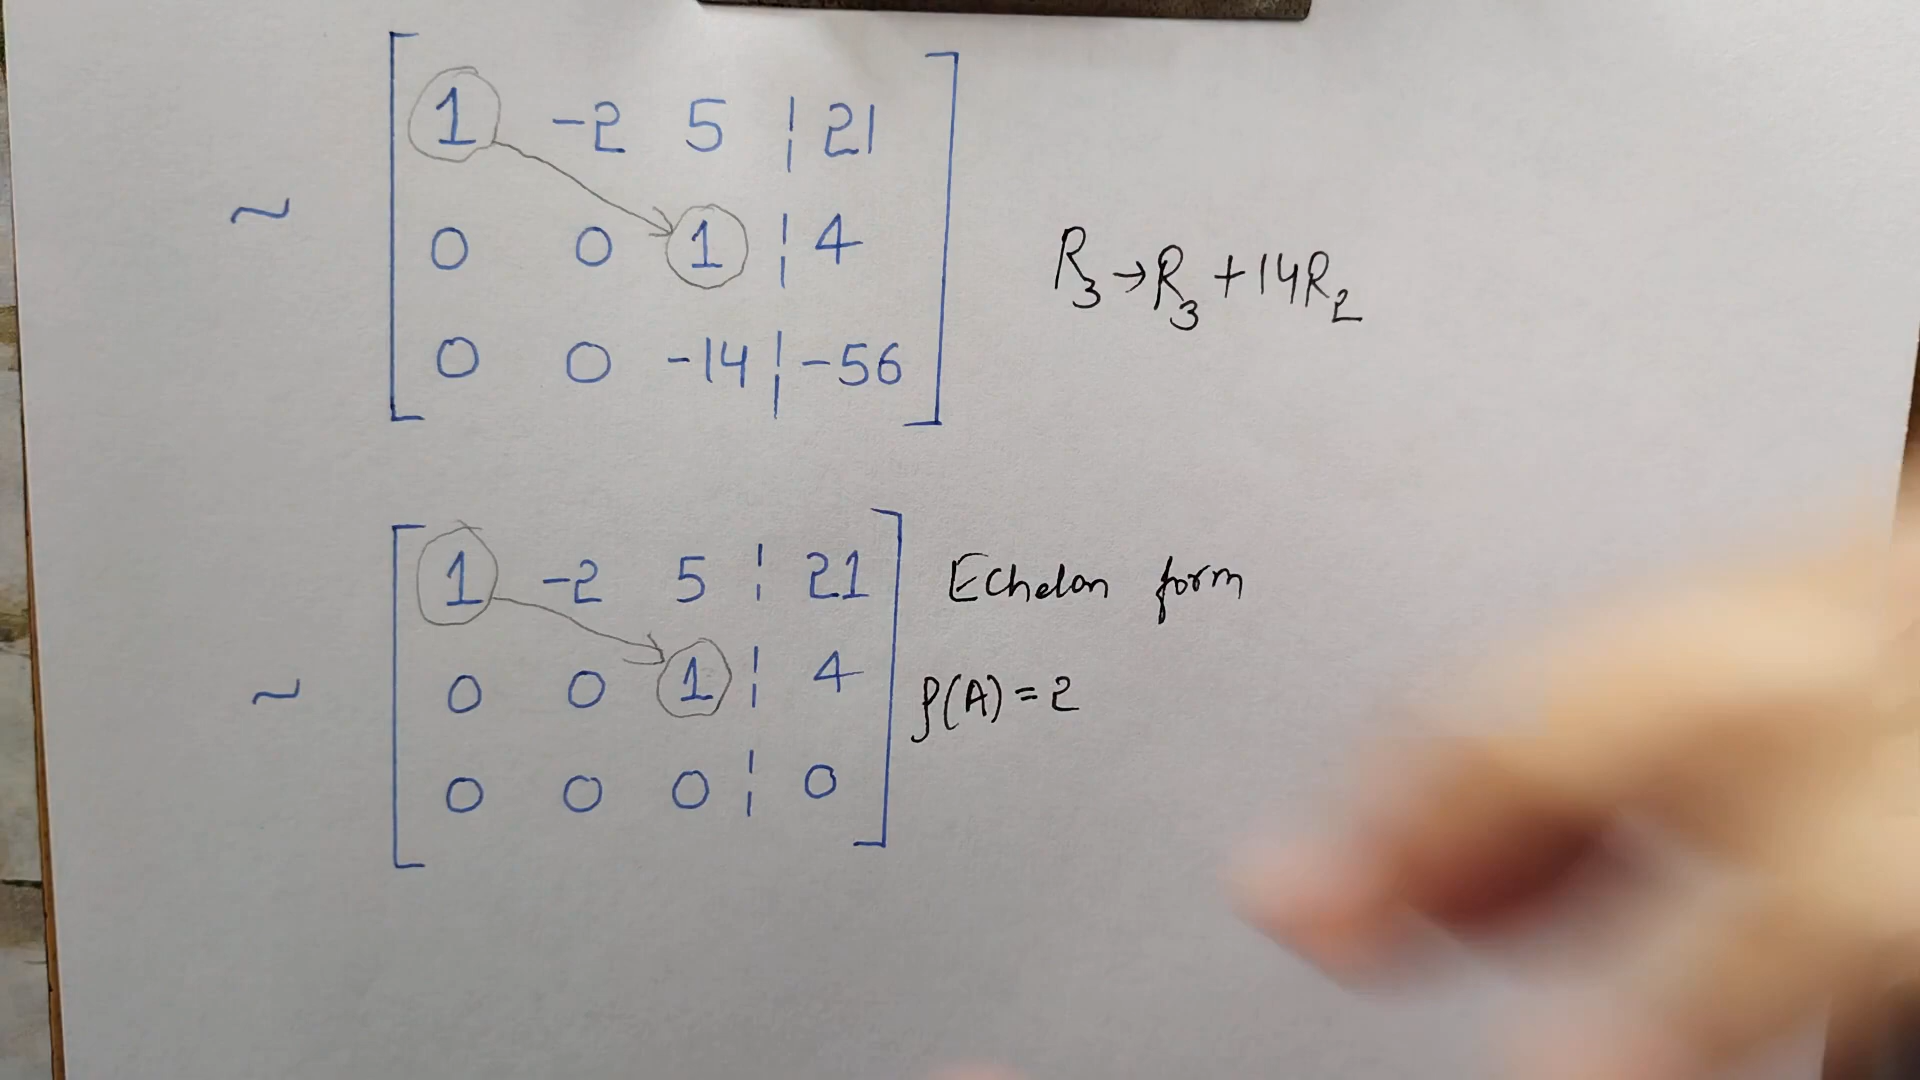 1 -2 5 ¦ 21
~ 0 0 1 ¦ 4 R₃→R₃+14R₂
0 0 -14 ¦ -56
1 -2 5 ¦ 21 Echelon form
~ 0 0 1 ¦ 4 ρ(A)=2
0 0 0 ¦ 0